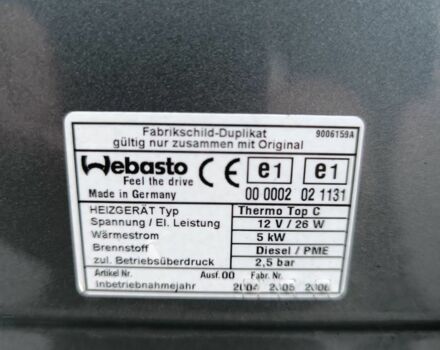 Fabrikschild-Duplikat 9006159A
gültig nur zusammen mit Original
Webasto CE e1 e1
Feel the drive
Made in Germany 00 0002 02 1131
HEIZGERÄT Typ Thermo Top C
Spannung / El. Leistung 12 V / 26 W
Wärmestrom 5 kW
Brennstoff Diesel / PME
zul. Betriebsüberdruck 2,5 bar
Artikel Nr. Ausf. 00 Fabr. Nr.
Inbetriebnahmejahr 2004 2005 2006